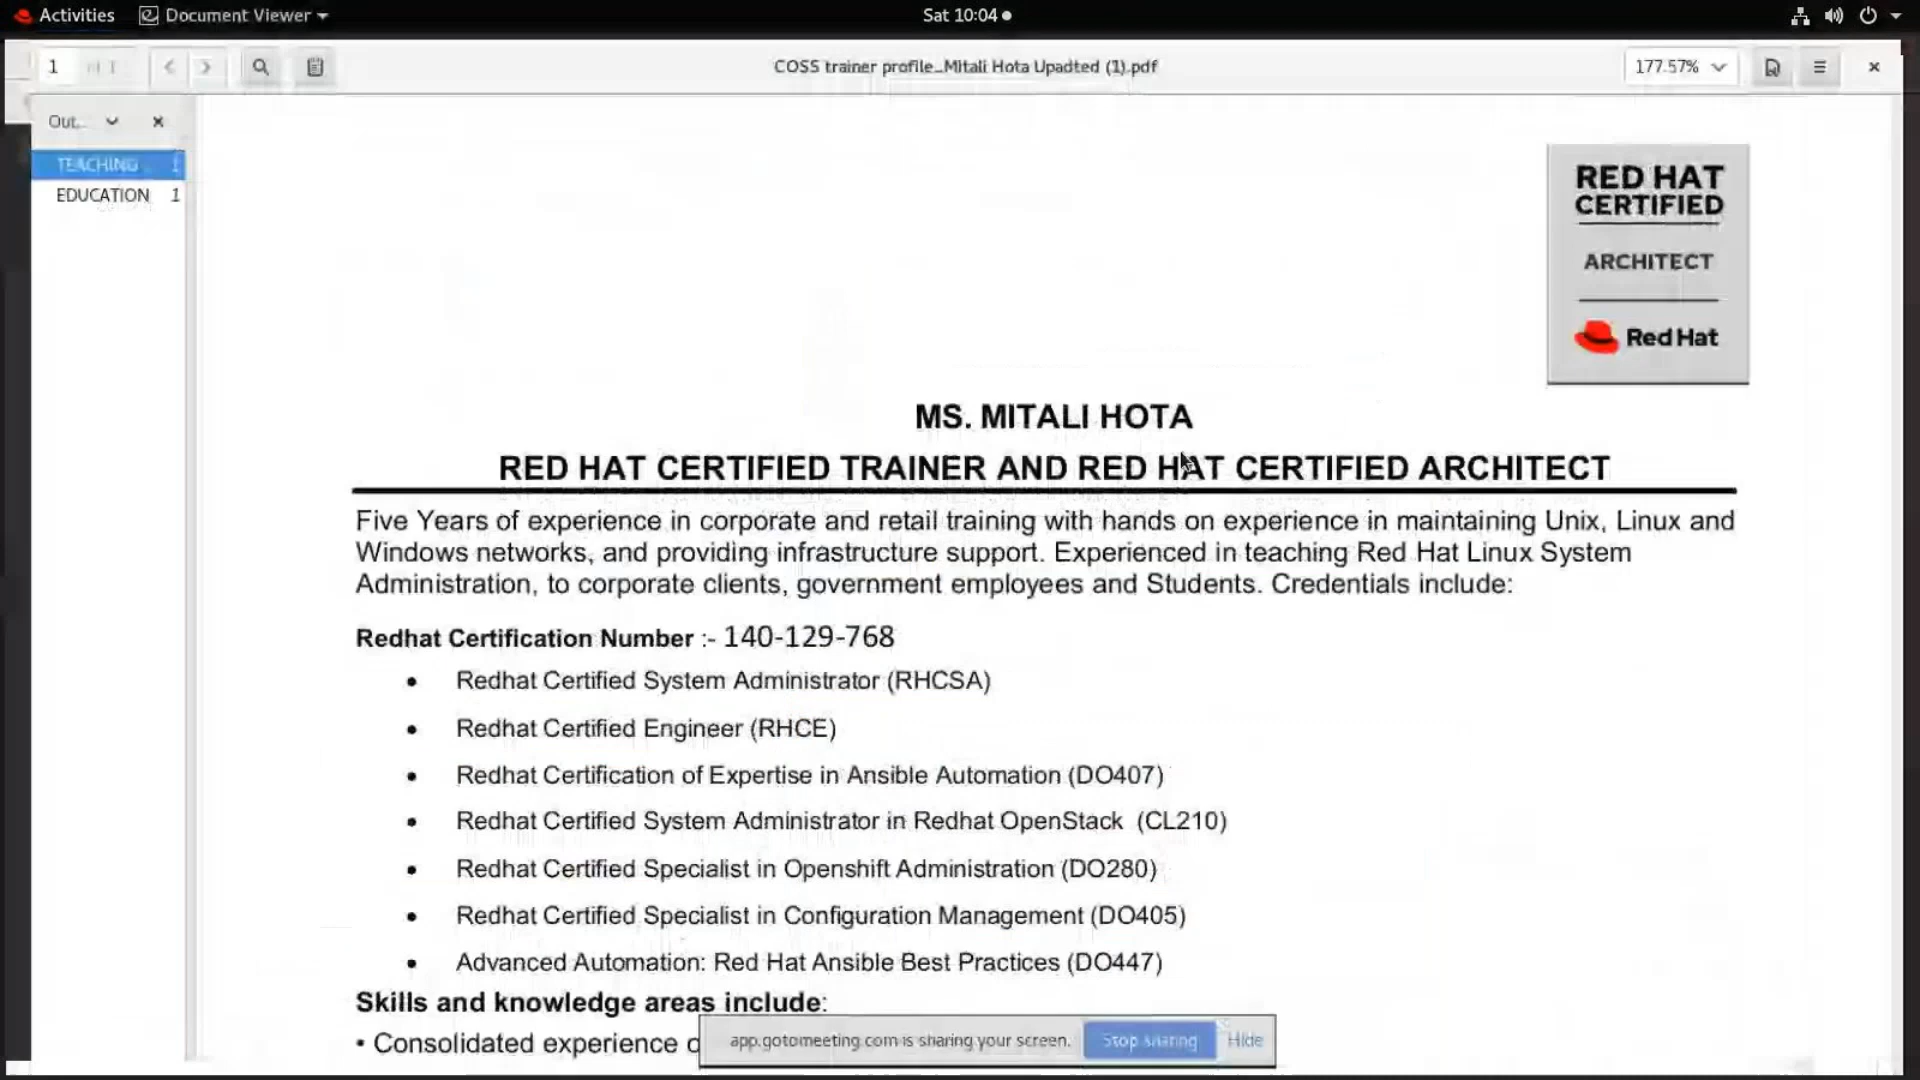 Activities Document Viewer Sat 10:04
1 of 1 COSS trainer profile_Mitali Hota Upadted (1).pdf 177.57%
Out...
TEACHING ... 1
EDUCATION 1
RED HAT
CERTIFIED
ARCHITECT
Red Hat
MS. MITALI HOTA
RED HAT CERTIFIED TRAINER AND RED HAT CERTIFIED ARCHITECT
Five Years of experience in corporate and retail training with hands on experience in maintaining Unix, Linux and
Windows networks, and providing infrastructure support. Experienced in teaching Red Hat Linux System
Administration, to corporate clients, government employees and Students. Credentials include:
Redhat Certification Number :- 140-129-768
• Redhat Certified System Administrator (RHCSA)
• Redhat Certified Engineer (RHCE)
• Redhat Certification of Expertise in Ansible Automation (DO407)
• Redhat Certified System Administrator in Redhat OpenStack (CL210)
• Redhat Certified Specialist in Openshift Administration (DO280)
• Redhat Certified Specialist in Configuration Management (DO405)
• Advanced Automation: Red Hat Ansible Best Practices (DO447)
Skills and knowledge areas include:
• Consolidated experience
app.gotomeeting.com is sharing your screen. Stop sharing Hide